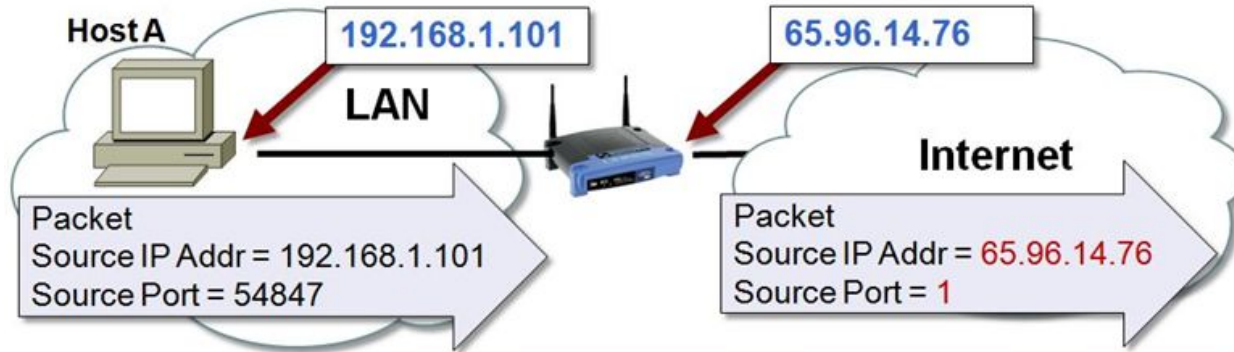 Host A
192.168.1.101
65.96.14.76
LAN
Internet
Packet
Source IP Addr = 192.168.1.101
Source Port = 54847
Packet
Source IP Addr = 65.96.14.76
Source Port = 1